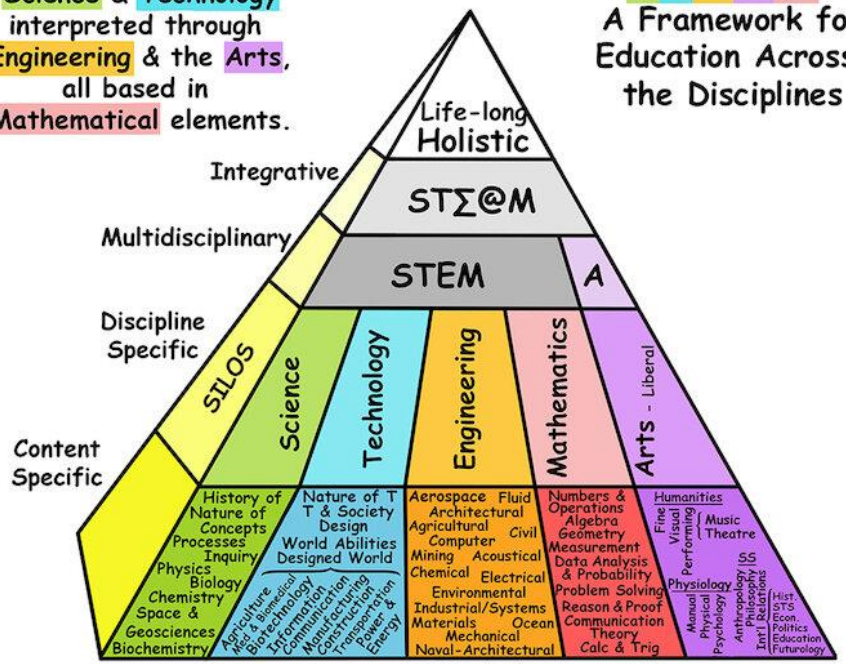 Science & Technology
interpreted through
Engineering & the Arts,
all based in
Mathematical elements.
A Framework fo
Education Across
the Disciplines
Life-long
Holistic
Integrative
ST∑@M
Multidisciplinary
STEM
A
Discipline
Specific
SILOS
Science
Technology
Engineering
Mathematics
Arts - Liberal
Content
Specific
History of
Nature of
Concepts
Processes
Inquiry
Physics
Biology
Chemistry
Space &
Geosciences
Biochemistry
Nature of T
T & Society
Design
World Abilities
Designed World
Agriculture
Med & Biomedical
Biotechnology
Information
Communication
Manufacturing
Construction
Transportation
Power &
Energy
Aerospace Fluid
Architectural
Agricultural Civil
Computer
Mining Acoustical
Chemical Electrical
Environmental
Industrial/Systems
Materials Ocean
Mechanical
Naval-Architectural
Numbers &
Operations
Algebra
Geometry
Measurement
Data Analysis
& Probability
Problem Solving
Reason & Proof
Communication
Theory
Calc & Trig
Humanities
Fine
Visual
Performing
Music
Theatre
Physiology
Manual
Physical
Psychology
SS
Anthropology
Philosophy
Int'l Relations
Hist.
STS
Econ.
Politics
Education
Futurology